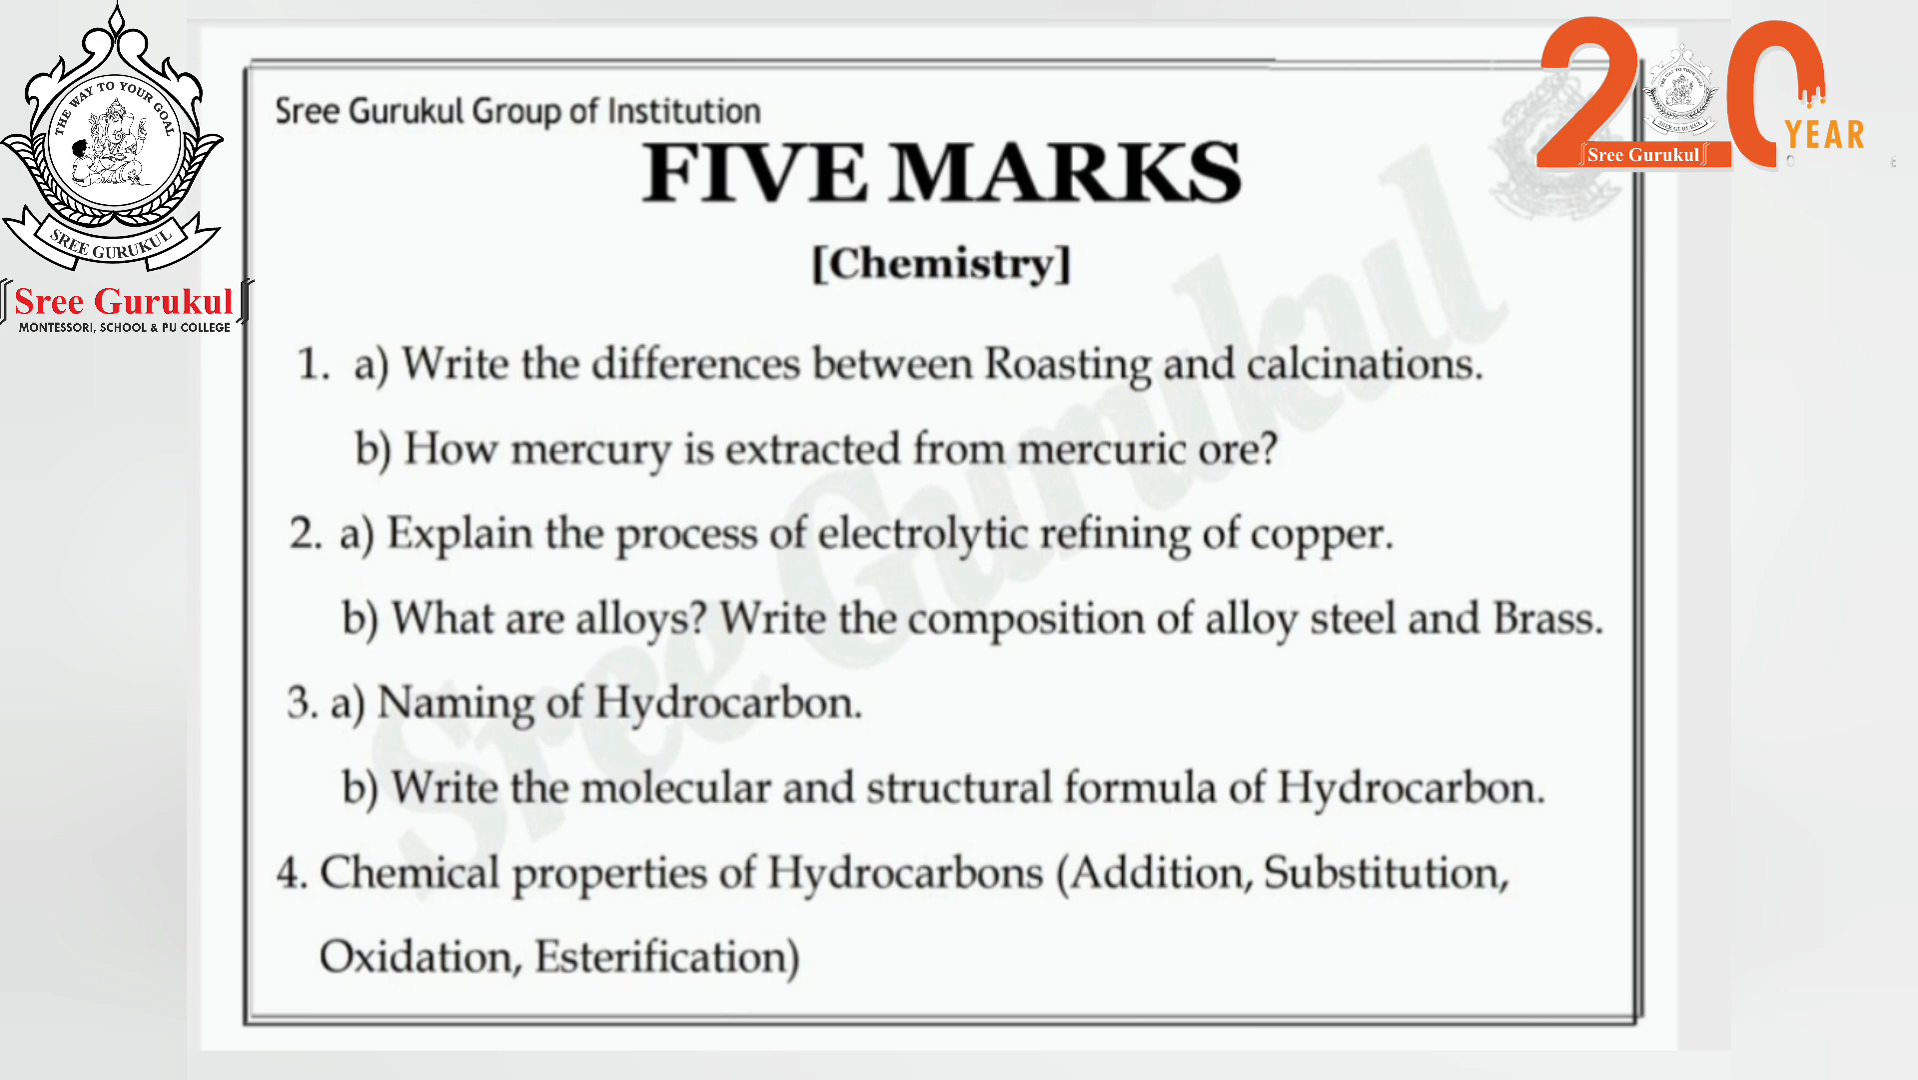 THE WAY TO YOUR GOAL
SREE GURUKUL
Sree Gurukul
MONTESSORI, SCHOOL & PU COLLEGE
Sree Gurukul
YEAR
Sree Gurukul Group of Institution
FIVE MARKS
[Chemistry]
1. a) Write the differences between Roasting and calcinations.
b) How mercury is extracted from mercuric ore?
2. a) Explain the process of electrolytic refining of copper.
b) What are alloys? Write the composition of alloy steel and Brass.
3. a) Naming of Hydrocarbon.
b) Write the molecular and structural formula of Hydrocarbon.
4. Chemical properties of Hydrocarbons (Addition, Substitution,
Oxidation, Esterification)
Sree Gurukul